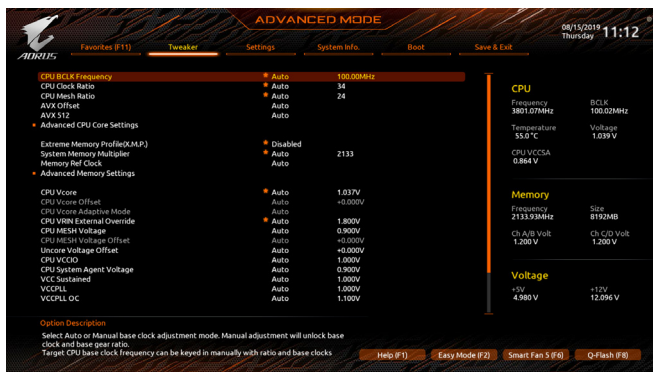 ADVANCED MODE
08/15/2019
Thursday
11:12
AORUS
Favorites (F11) Tweaker Settings System Info. Boot Save & Exit
CPU BCLK Frequency Auto 100.00MHz
CPU Clock Ratio Auto 34
CPU Mesh Ratio Auto 24
AVX Offset Auto
AVX 512 Auto
Advanced CPU Core Settings
Extreme Memory Profile(X.M.P.) Disabled
System Memory Multiplier Auto 2133
Memory Ref Clock Auto
Advanced Memory Settings
CPU Vcore Auto 1.037V
CPU Vcore Offset Auto +0.000V
CPU Vcore Adaptive Mode Auto
CPU VRIN External Override Auto 1.800V
CPU MESH Voltage Auto 0.900V
CPU MESH Voltage Offset Auto +0.000V
Uncore Voltage Offset Auto +0.000V
CPU VCCIO Auto 1.000V
CPU System Agent Voltage Auto 0.900V
VCC Sustained Auto 1.000V
VCCPLL Auto 1.000V
VCCPLL OC Auto 1.100V
CPU
Frequency BCLK
3801.07MHz 100.02MHz
Temperature Voltage
55.0 °C 1.039 V
CPU VCCSA
0.864 V
Memory
Frequency Size
2133.93MHz 8192MB
Ch A/B Volt Ch C/D Volt
1.200 V 1.200 V
Voltage
+5V +12V
4.980 V 12.096 V
Option Description
Select Auto or Manual base clock adjustment mode. Manual adjustment will unlock base
clock and base gear ratio.
Target CPU base clock frequency can be keyed in manually with ratio and base clocks
Help (F1) Easy Mode (F2) Smart Fan 5 (F6) Q-Flash (F8)